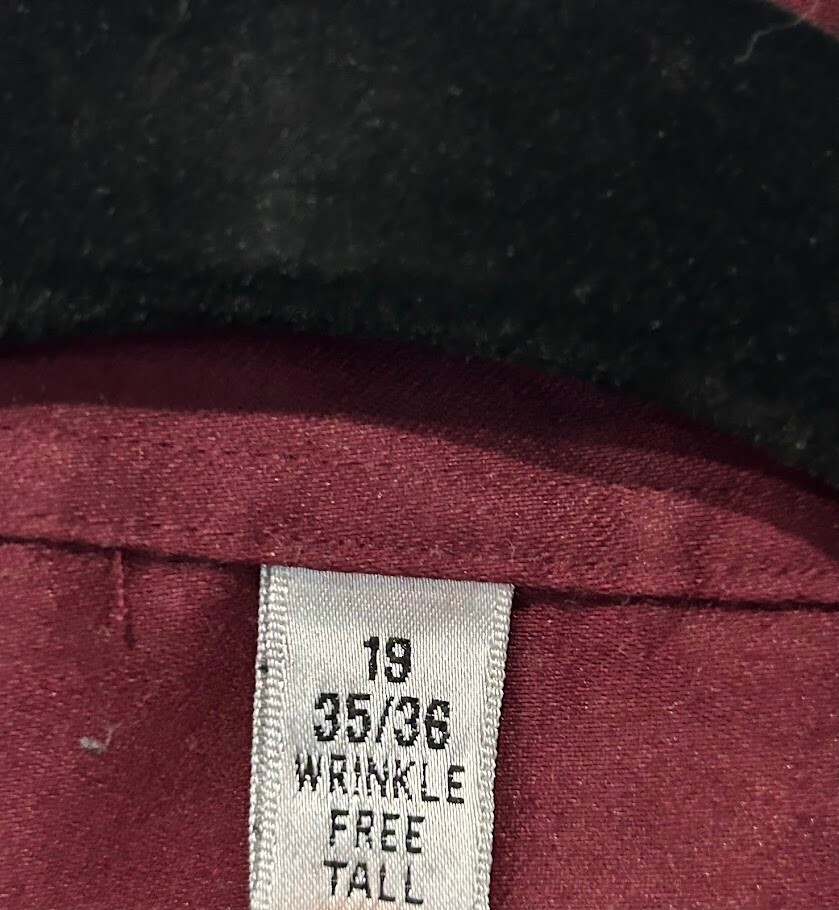 19
35/36
WRINKLE
FREE
TALL